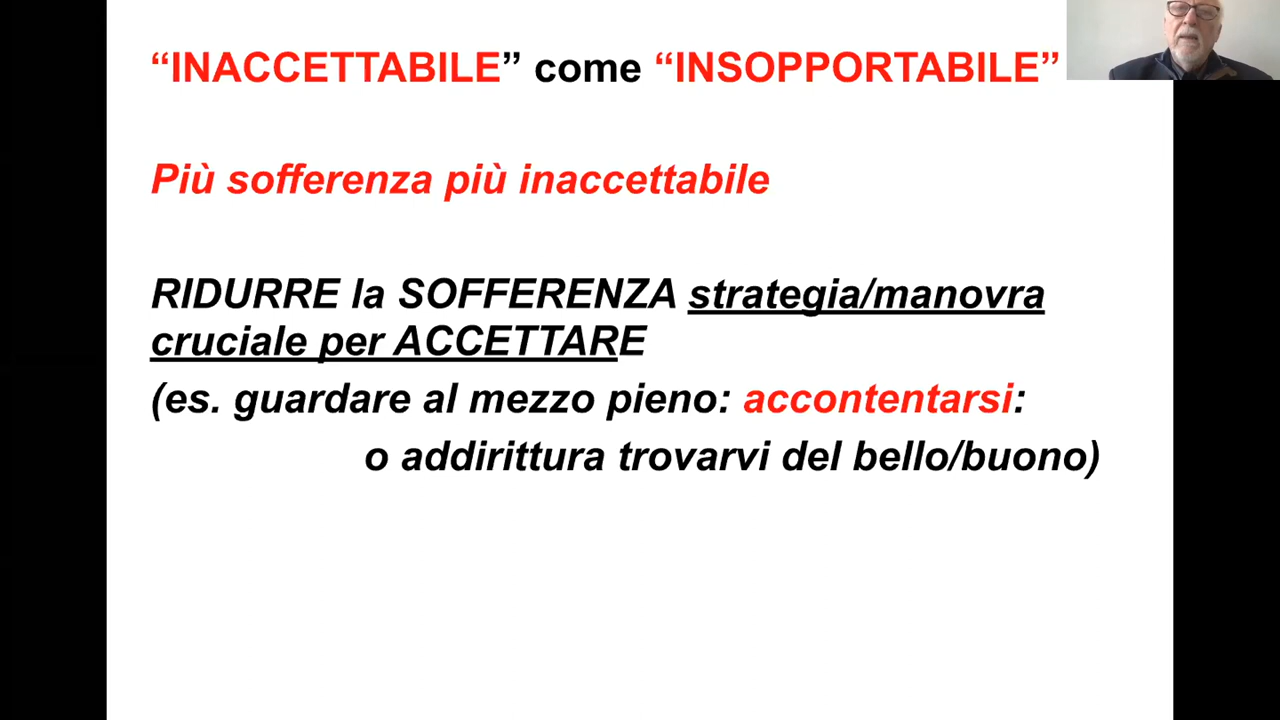 “INACCETTABILE” come “INSOPPORTABILE”
Più sofferenza più inaccettabile
RIDURRE la SOFFERENZA strategia/manovra
cruciale per ACCETTARE
(es. guardare al mezzo pieno: accontentarsi:
o addirittura trovarvi del bello/buono)